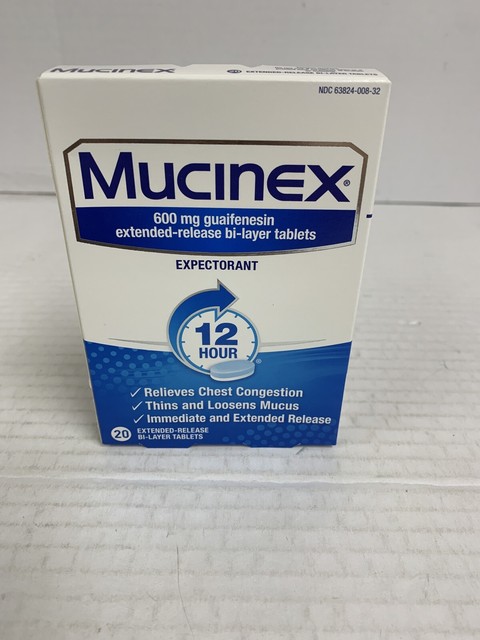 Mucinex
20 EXTENDED-RELEASE BI-LAYER TABLETS
NDC 63824-008-32
Mucinex®
600 mg guaifenesin
extended-release bi-layer tablets
EXPECTORANT
12
HOUR
✓ Relieves Chest Congestion
✓ Thins and Loosens Mucus
✓ Immediate and Extended Release
20 EXTENDED-RELEASE
BI-LAYER TABLETS